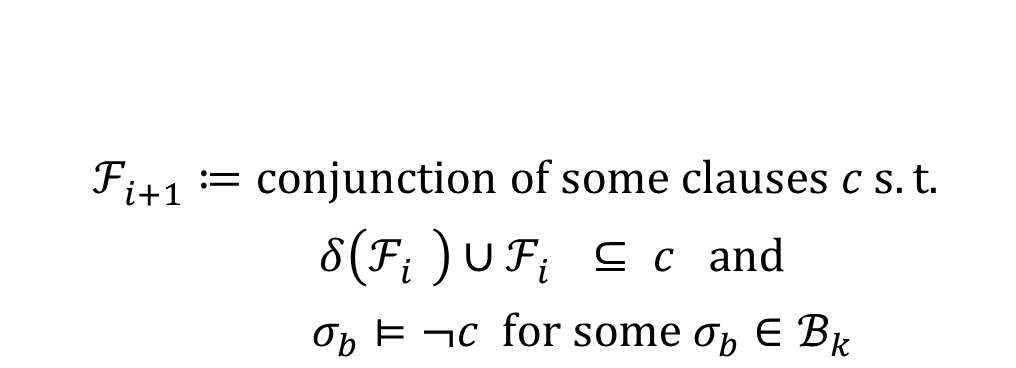 ℱᵢ₊₁ ≔ conjunction of some clauses 𝑐 s. t.
𝛿(ℱᵢ ) ∪ ℱᵢ ⊆ 𝑐 and
𝜎_b ⊨ ¬𝑐 for some 𝜎_b ∈ ℬₖ